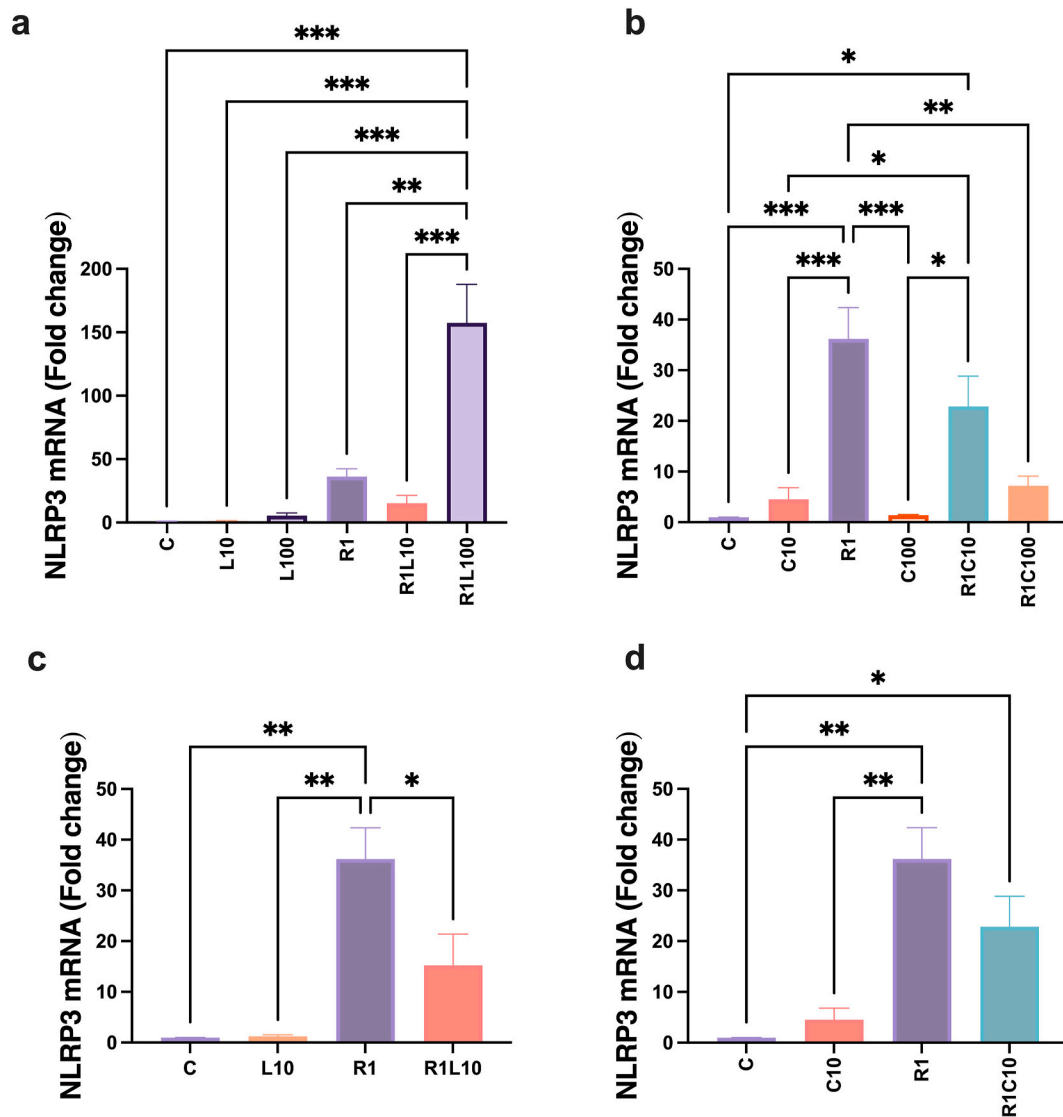 a
***
***
***
**
***
NLRP3 mRNA (Fold change)
200
150
100
50
0
C
L10
L100
R1
R1L10
R1L100
b
*
**
*
***
***
***
*
NLRP3 mRNA (Fold change)
50
40
30
20
10
0
C
C10
R1
C100
R1C10
R1C100
c
**
**
*
NLRP3 mRNA (Fold change)
50
40
30
20
10
0
C
L10
R1
R1L10
d
*
**
**
NLRP3 mRNA (Fold change)
50
40
30
20
10
0
C
C10
R1
R1C10